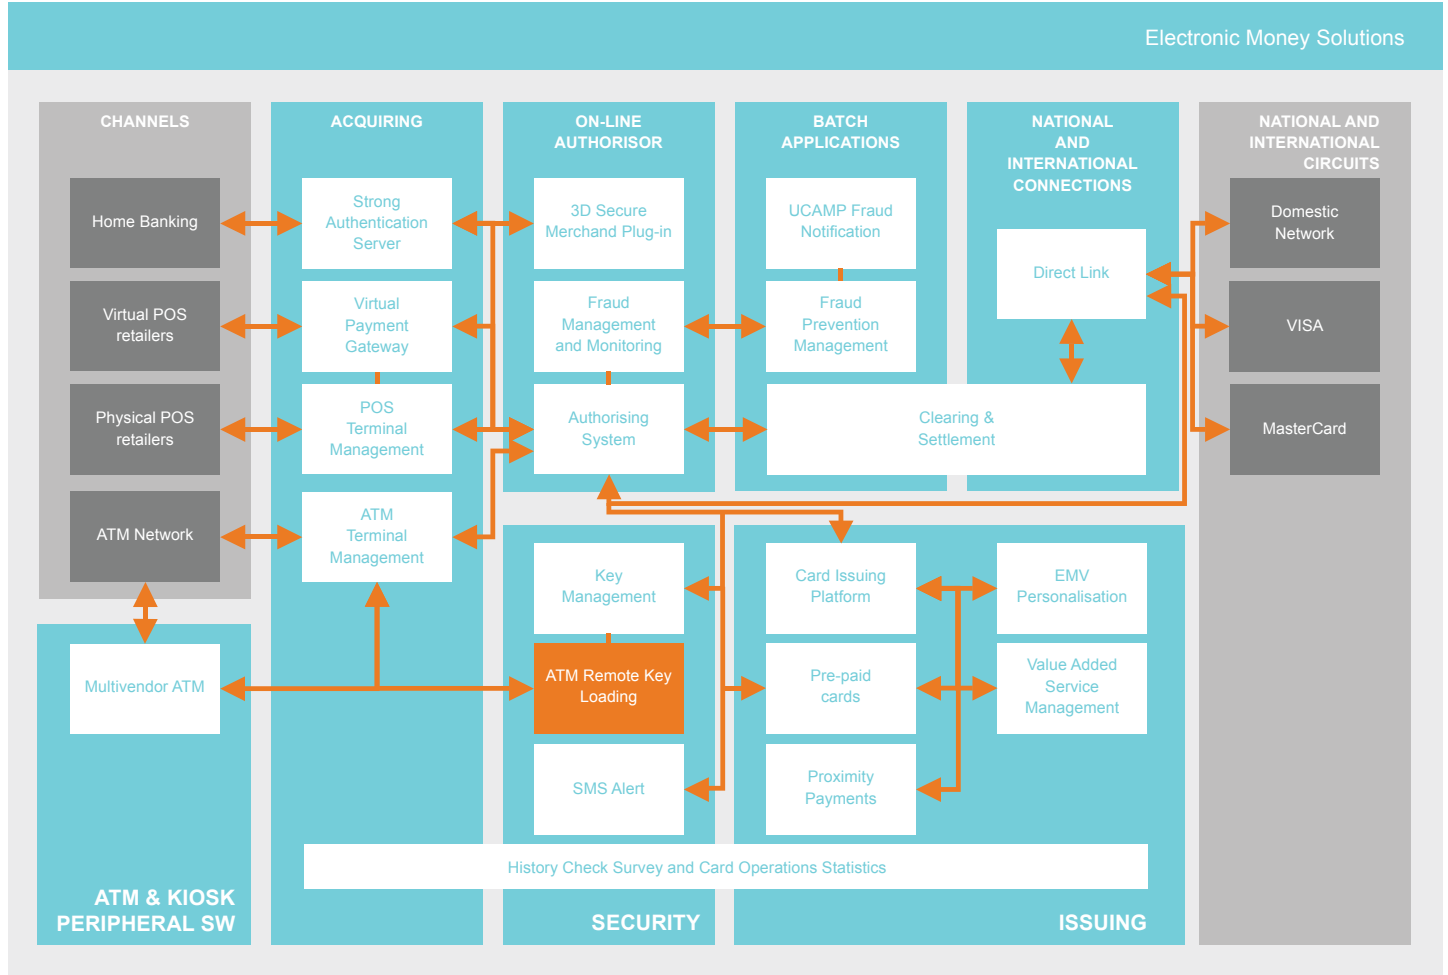 Electronic Money Solutions
CHANNELS
Home Banking
Virtual POS
retailers
Physical POS
retailers
ATM Network
Multivendor ATM
ATM & KIOSK
PERIPHERAL SW
ACQUIRING
Strong
Authentication
Server
Virtual
Payment
Gateway
POS
Terminal
Management
ATM
Terminal
Management
ON-LINE
AUTHORISOR
3D Secure
Merchand Plug-in
Fraud
Management
and Monitoring
Authorising
System
BATCH
APPLICATIONS
UCAMP Fraud
Notification
Fraud
Prevention
Management
NATIONAL
AND
INTERNATIONAL
CONNECTIONS
Direct Link
Clearing &
Settlement
NATIONAL AND
INTERNATIONAL
CIRCUITS
Domestic
Network
VISA
MasterCard
Key
Management
ATM Remote Key
Loading
SMS Alert
SECURITY
Card Issuing
Platform
EMV
Personalisation
Pre-paid
cards
Value Added
Service
Management
Proximity
Payments
History Check Survey and Card Operations Statistics
ISSUING